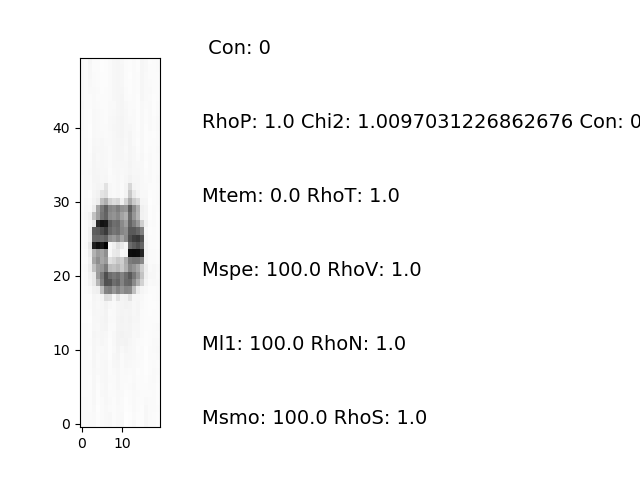 Con: 0
RhoP: 1.0 Chi2: 1.0097031226862676 Con: 0
Mtem: 0.0 RhoT: 1.0
Mspe: 100.0 RhoV: 1.0
Ml1: 100.0 RhoN: 1.0
Msmo: 100.0 RhoS: 1.0
40
30
20
10
0
0 10